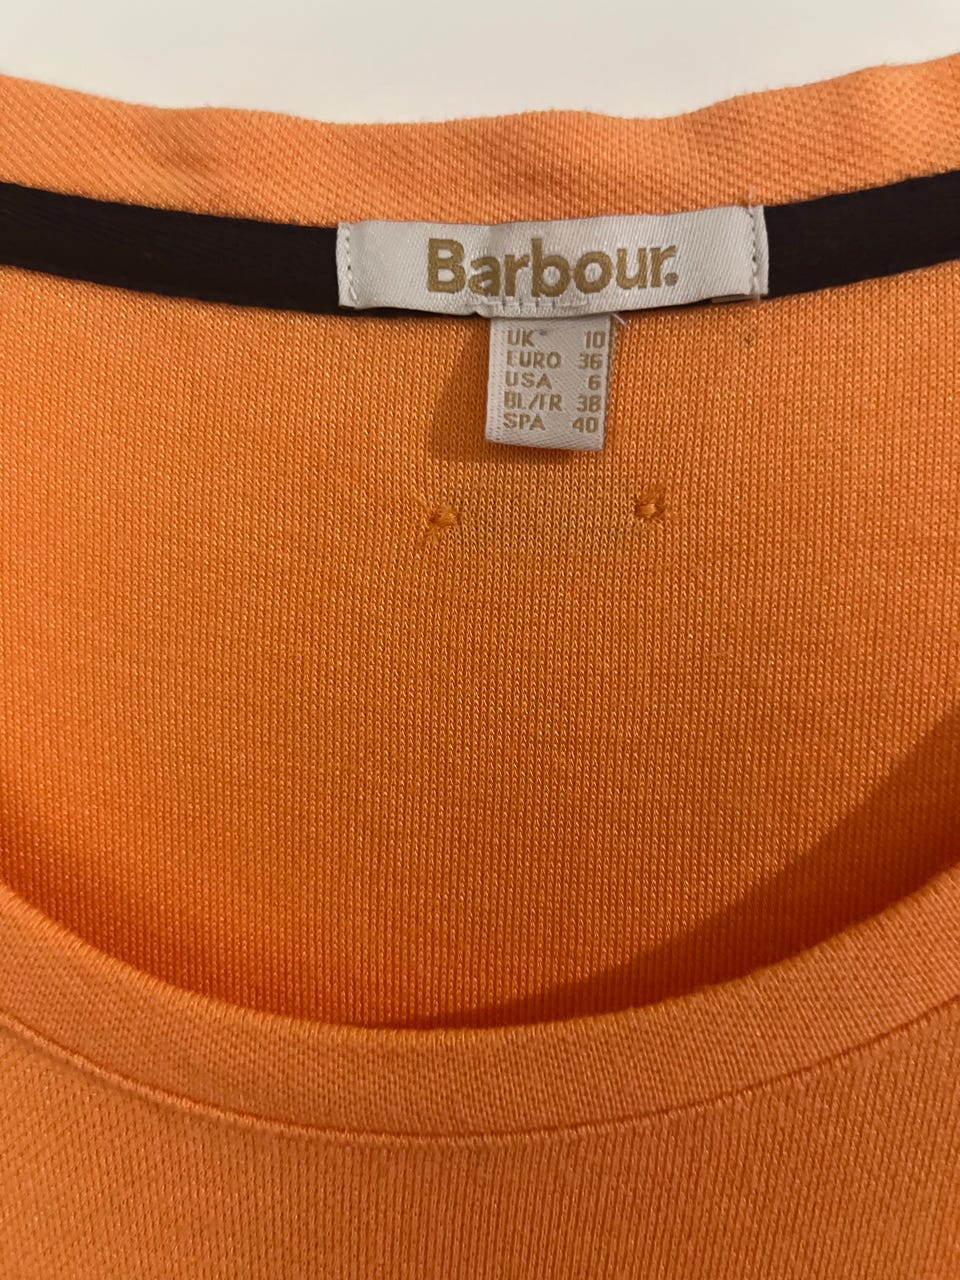 Barbour.
UK 10
EURO 36
USA 6
BL/FR 38
SPA 40